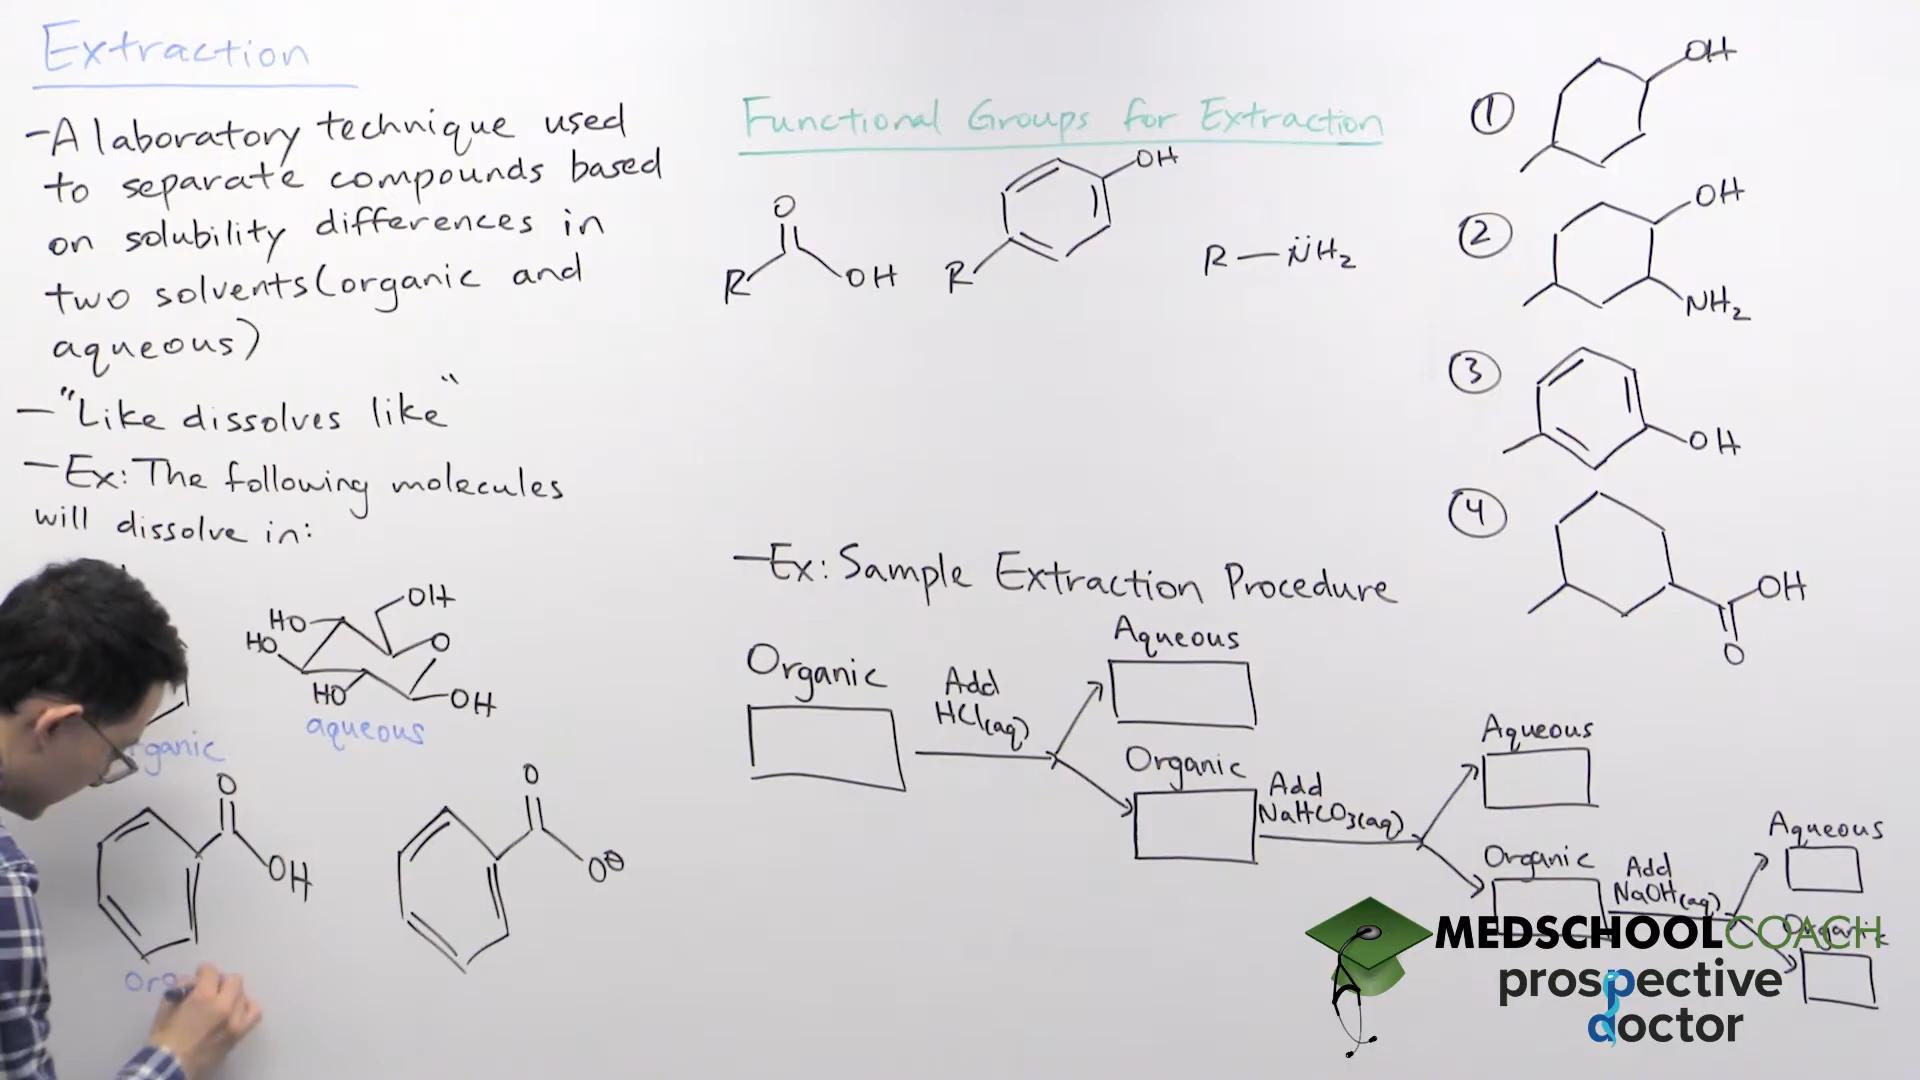 Extraction
-A laboratory technique used
to separate compounds based
on solubility differences in
two solvents (organic and
aqueous)
-"Like dissolves like"
-Ex: The following molecules
will dissolve in:
HO
HO
HO
OH
O
OH
aqueous
O
OH
O
O⊖
Functional Groups for Extraction
O
R
OH
OH
R
R—N̈H₂
① OH
② OH
NH₂
③ OH
④ OH
O
-Ex: Sample Extraction Procedure
Organic
Add
HCl(aq)
Aqueous
Organic
Add
NaHCO₃(aq)
Aqueous
Organic
Add
NaOH(aq)
Aqueous
Organic
MEDSCHOOLCOACH
prospective
doctor